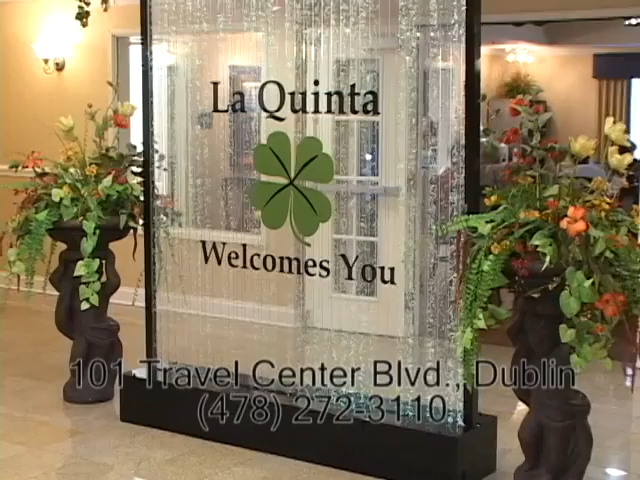 La Quinta
Welcomes You
101 Travel Center Blvd., Dublin
(478) 272-3110